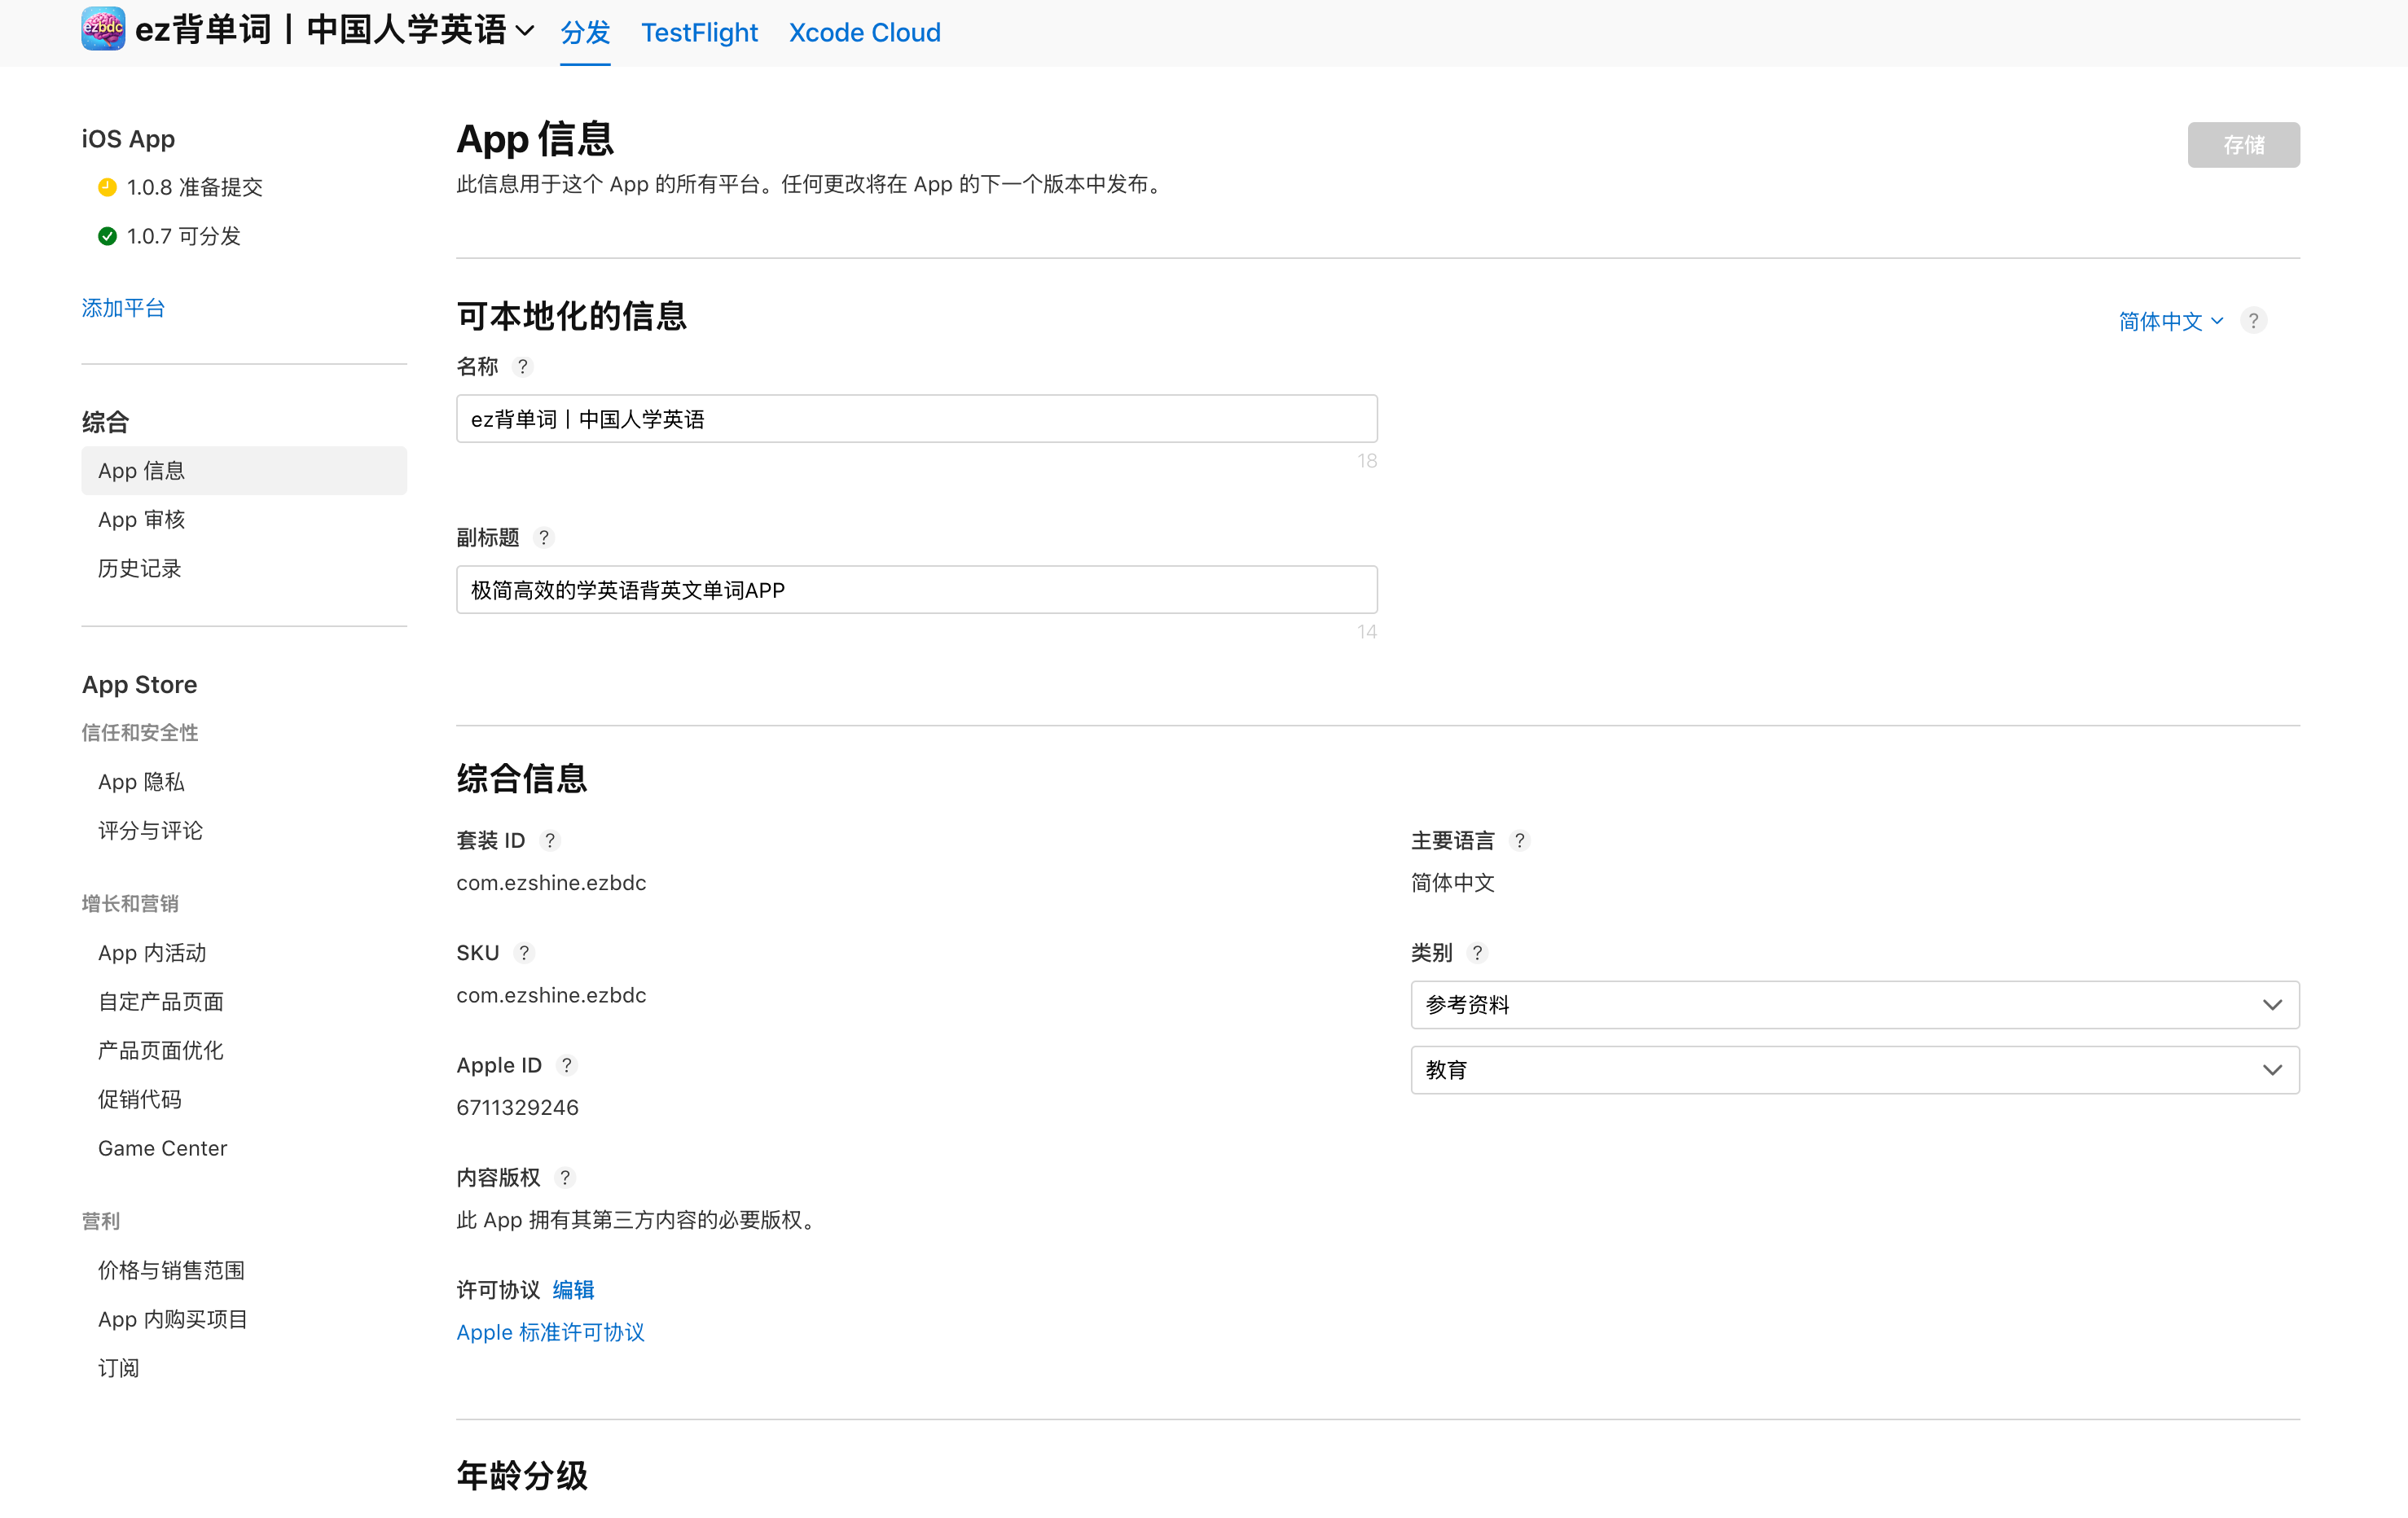 ezbdc
ez背单词丨中国人学英语
分发
TestFlight
Xcode Cloud
iOS App
1.0.8 准备提交
1.0.7 可分发
添加平台
综合
App 信息
App 审核
历史记录
App Store
信任和安全性
App 隐私
评分与评论
增长和营销
App 内活动
自定产品页面
产品页面优化
促销代码
Game Center
营利
价格与销售范围
App 内购买项目
订阅
App 信息
存储
此信息用于这个 App 的所有平台。任何更改将在 App 的下一个版本中发布。
可本地化的信息
简体中文 ?
名称 ?
ez背单词丨中国人学英语
18
副标题 ?
极简高效的学英语背英文单词APP
14
综合信息
套装 ID ?
com.ezshine.ezbdc
SKU ?
com.ezshine.ezbdc
Apple ID ?
6711329246
内容版权 ?
此 App 拥有其第三方内容的必要版权。
许可协议 编辑
Apple 标准许可协议
主要语言 ?
简体中文
类别 ?
参考资料
教育
年龄分级